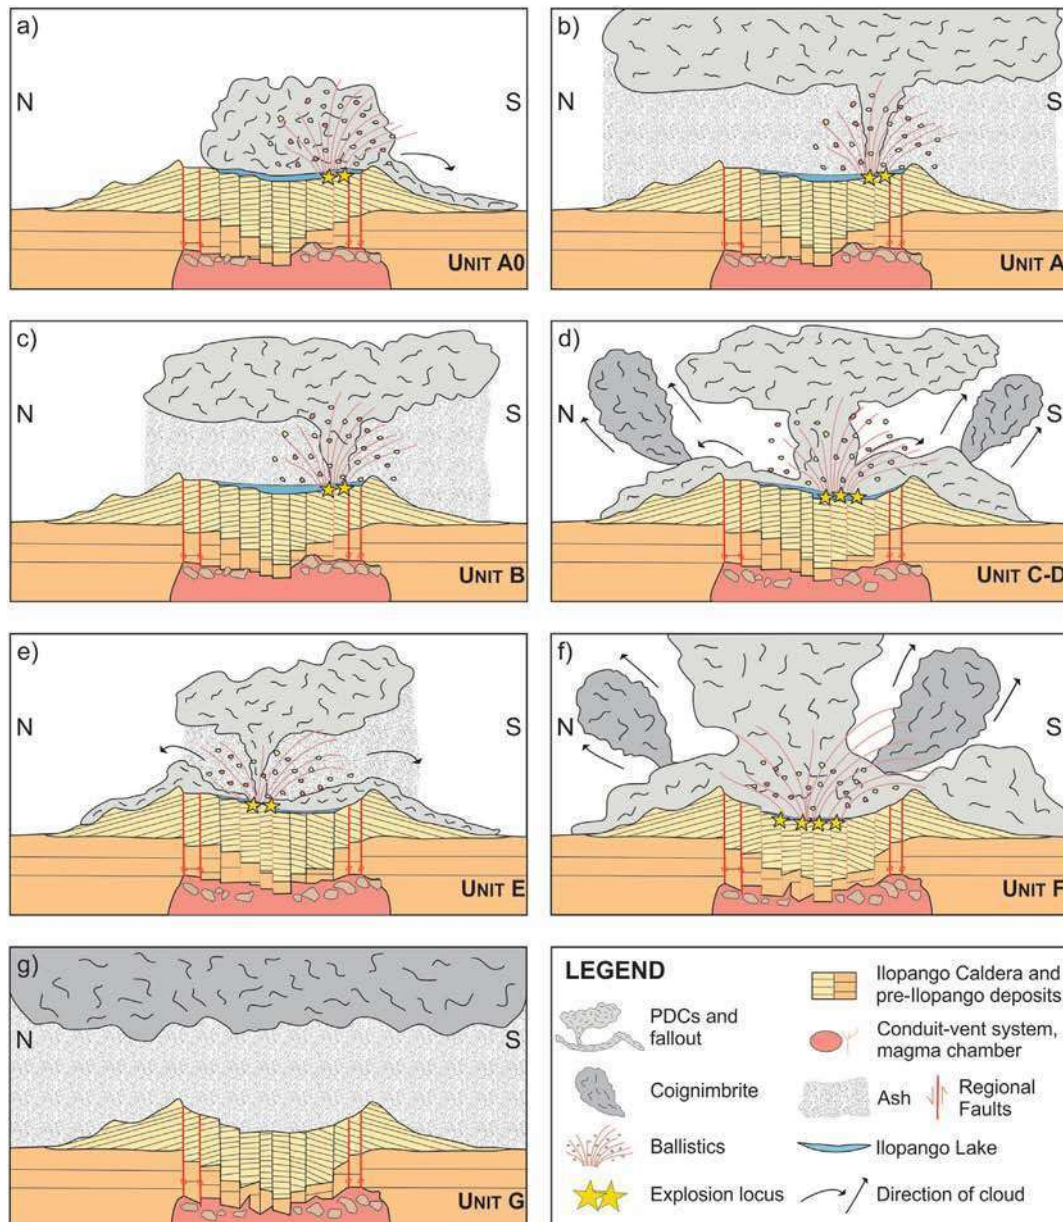 a)
N
S
UNIT A0
b)
N
S
UNIT A
c)
N
S
UNIT B
d)
N
S
UNIT C-D
e)
N
S
UNIT E
f)
N
S
UNIT F
g)
N
S
UNIT G
LEGEND
PDCs and
fallout
Coignimbrite
Ballistics
Explosion locus
Ilopango Caldera and
pre-Ilopango deposits
Conduit-vent system,
magma chamber
Ash
Regional
Faults
Ilopango Lake
Direction of cloud